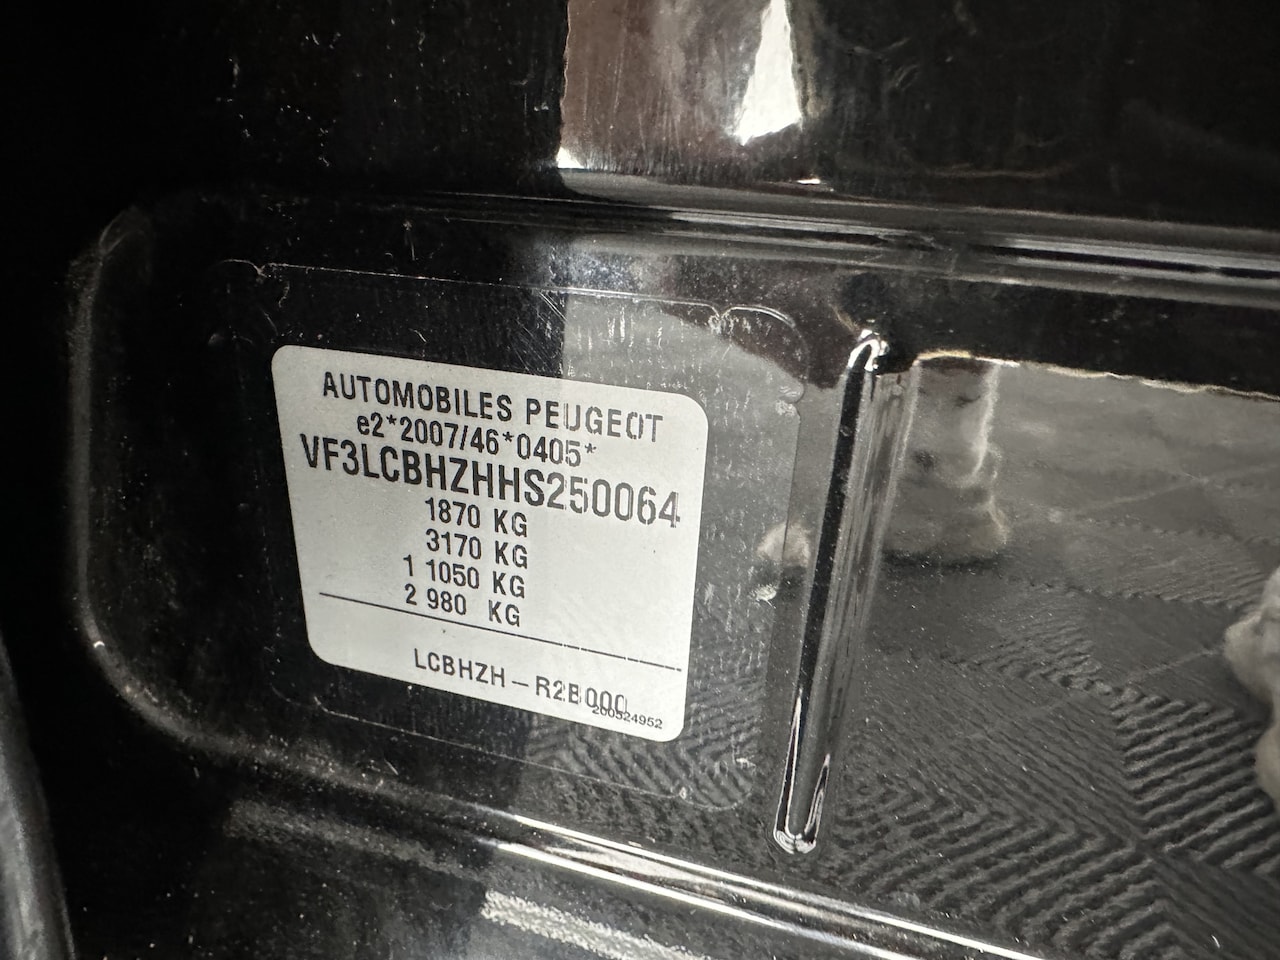 AUTOMOBILES PEUGEOT
e2*2007/46*0405*
VF3LCBHZHHS250064
1870 KG
3170 KG
1 1050 KG
2 980 KG
LCBHZH – R2B000
200524952